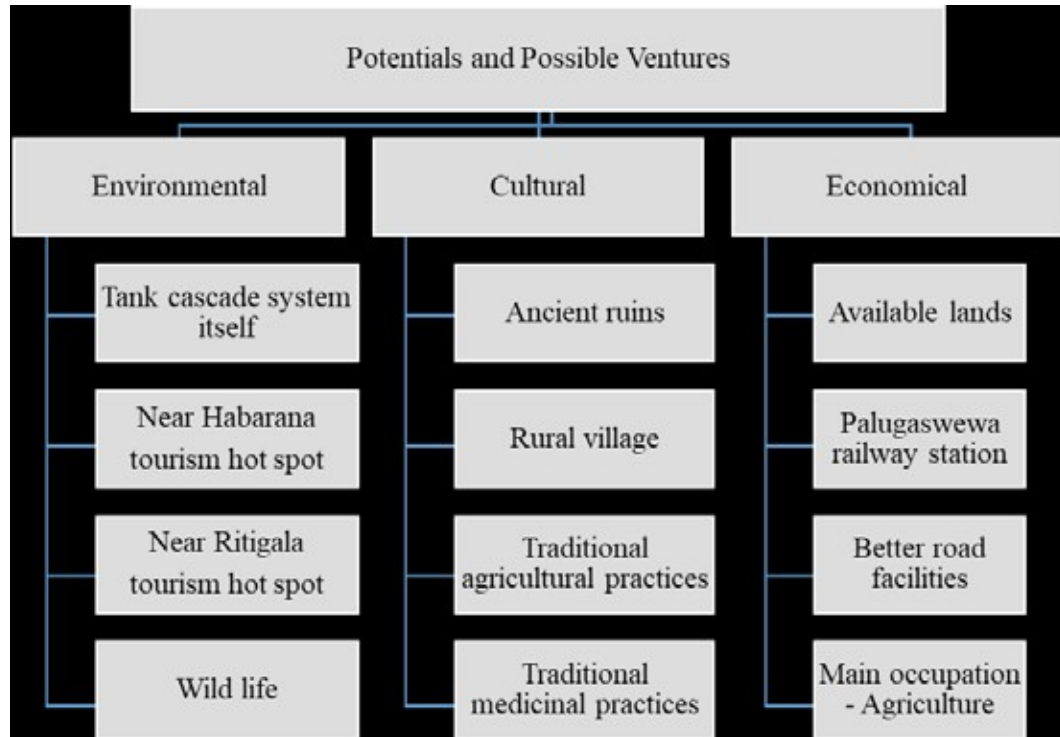 Potentials and Possible Ventures
Environmental
Tank cascade system
itself
Near Habarana
tourism hot spot
Near Ritigala
tourism hot spot
Wild life
Cultural
Ancient ruins
Rural village
Traditional
agricultural practices
Traditional
medicinal practices
Economical
Available lands
Palugaswewa
railway station
Better road
facilities
Main occupation
- Agriculture